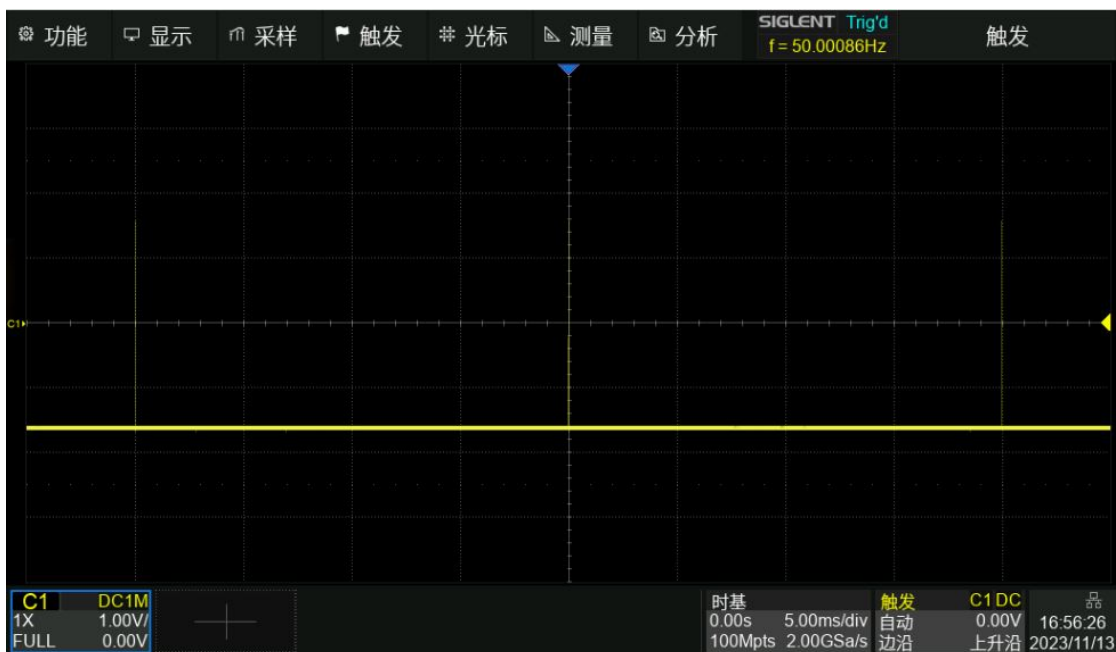 功能 显示 采样 触发 光标 测量 分析 SIGLENT Trig'd 触发
f = 50.00086Hz
C1
C1 DC1M 时基 触发 C1 DC
1X 1.00V/ 0.00s 5.00ms/div 自动 0.00V 16:56:26
FULL 0.00V 100Mpts 2.00GSa/s 边沿 上升沿 2023/11/13